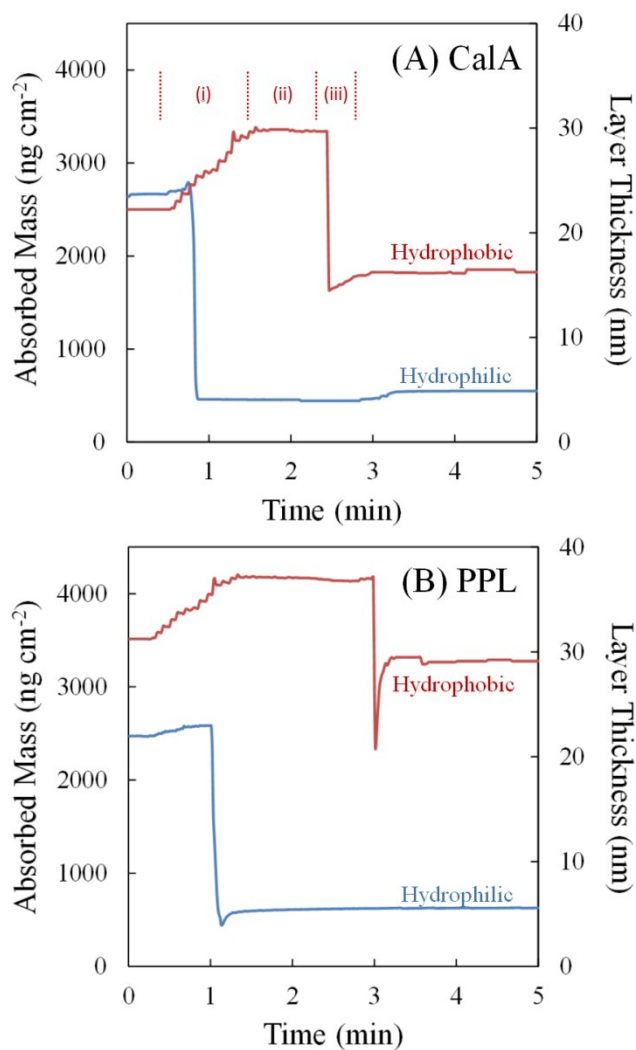 (A) CalA
(i) (ii) (iii)
Absorbed Mass (ng cm⁻²)
4000
3000
2000
1000
0
Layer Thickness (nm)
40
30
20
10
0
Hydrophobic
Hydrophilic
0 1 2 3 4 5
Time (min)
(B) PPL
Absorbed Mass (ng cm⁻²)
4000
3000
2000
1000
0
Layer Thickness (nm)
40
30
20
10
0
Hydrophobic
Hydrophilic
0 1 2 3 4 5
Time (min)